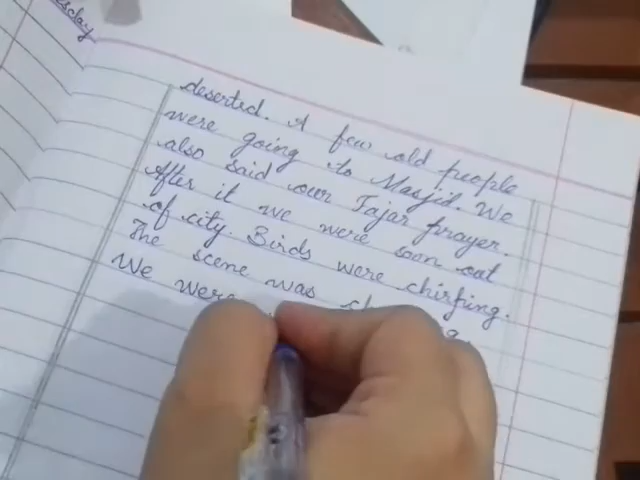 deserted. A few old people
were going to Masjid. We
also said our Fajar prayer.
After it we were soon out
of city. Birds were chirping.
The scene was
We were